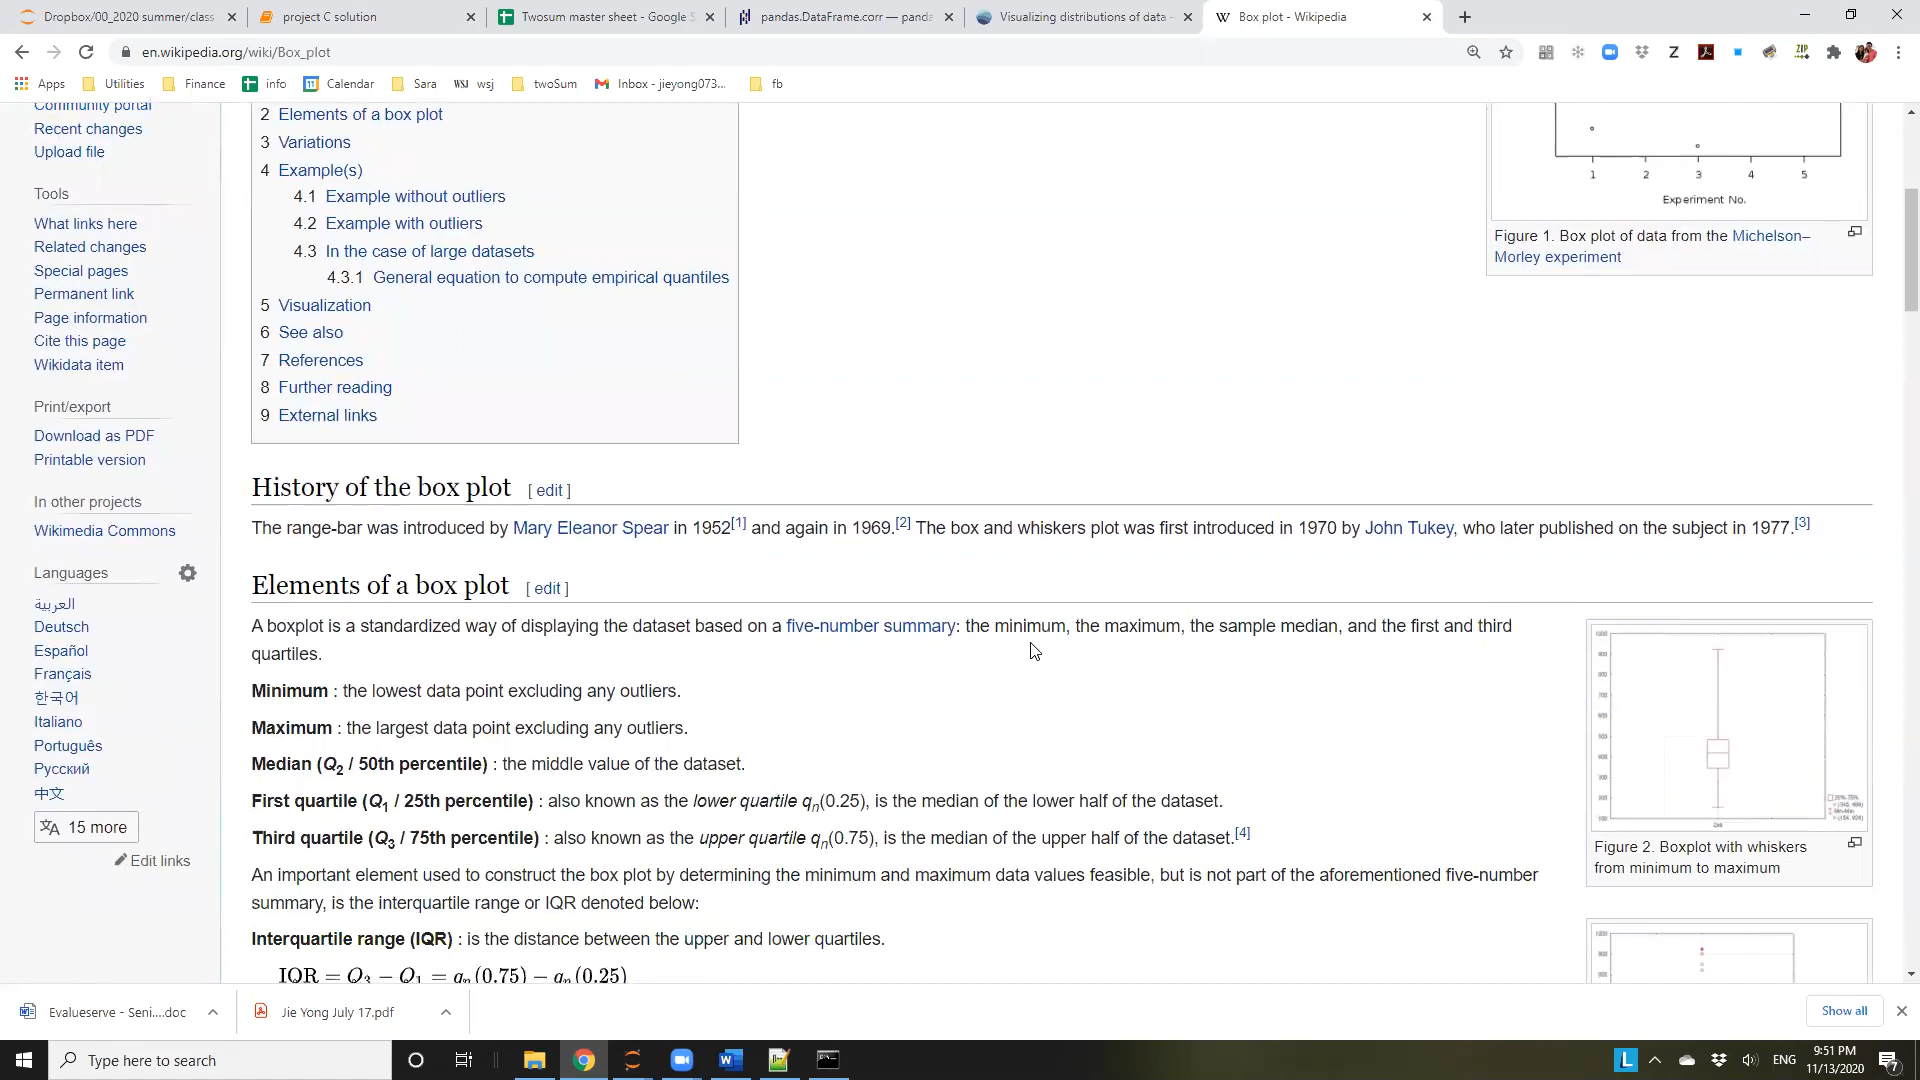 Dropbox/00_2020 summer/class
project C solution
Twosum master sheet - Google S
pandas.DataFrame.corr — panda
Visualizing distributions of data
Box plot - Wikipedia
en.wikipedia.org/wiki/Box_plot
Apps
Utilities
Finance
info
Calendar
Sara
WSJ wsj
twoSum
Inbox - jieyong073...
fb
Community portal
Recent changes
Upload file
Tools
What links here
Related changes
Special pages
Permanent link
Page information
Cite this page
Wikidata item
Print/export
Download as PDF
Printable version
In other projects
Wikimedia Commons
Languages
العربية
Deutsch
Español
Français
한국어
Italiano
Português
Русский
中文
15 more
Edit links
2 Elements of a box plot
3 Variations
4 Example(s)
4.1 Example without outliers
4.2 Example with outliers
4.3 In the case of large datasets
4.3.1 General equation to compute empirical quantiles
5 Visualization
6 See also
7 References
8 Further reading
9 External links
1 2 3 4 5
Experiment No.
Figure 1. Box plot of data from the Michelson–
Morley experiment
History of the box plot [ edit ]
The range-bar was introduced by Mary Eleanor Spear in 1952[1] and again in 1969.[2] The box and whiskers plot was first introduced in 1970 by John Tukey, who later published on the subject in 1977.[3]
Elements of a box plot [ edit ]
A boxplot is a standardized way of displaying the dataset based on a five-number summary: the minimum, the maximum, the sample median, and the first and third
quartiles.
Minimum : the lowest data point excluding any outliers.
Maximum : the largest data point excluding any outliers.
Median (Q2 / 50th percentile) : the middle value of the dataset.
First quartile (Q1 / 25th percentile) : also known as the lower quartile qn(0.25), is the median of the lower half of the dataset.
Third quartile (Q3 / 75th percentile) : also known as the upper quartile qn(0.75), is the median of the upper half of the dataset.[4]
An important element used to construct the box plot by determining the minimum and maximum data values feasible, but is not part of the aforementioned five-number
summary, is the interquartile range or IQR denoted below:
Interquartile range (IQR) : is the distance between the upper and lower quartiles.
IQR = Q3 − Q1 = qn(0.75) − qn(0.25)
Figure 2. Boxplot with whiskers
from minimum to maximum
Evalueserve - Seni....doc
Jie Yong July 17.pdf
Show all
Type here to search
ENG
9:51 PM
11/13/2020